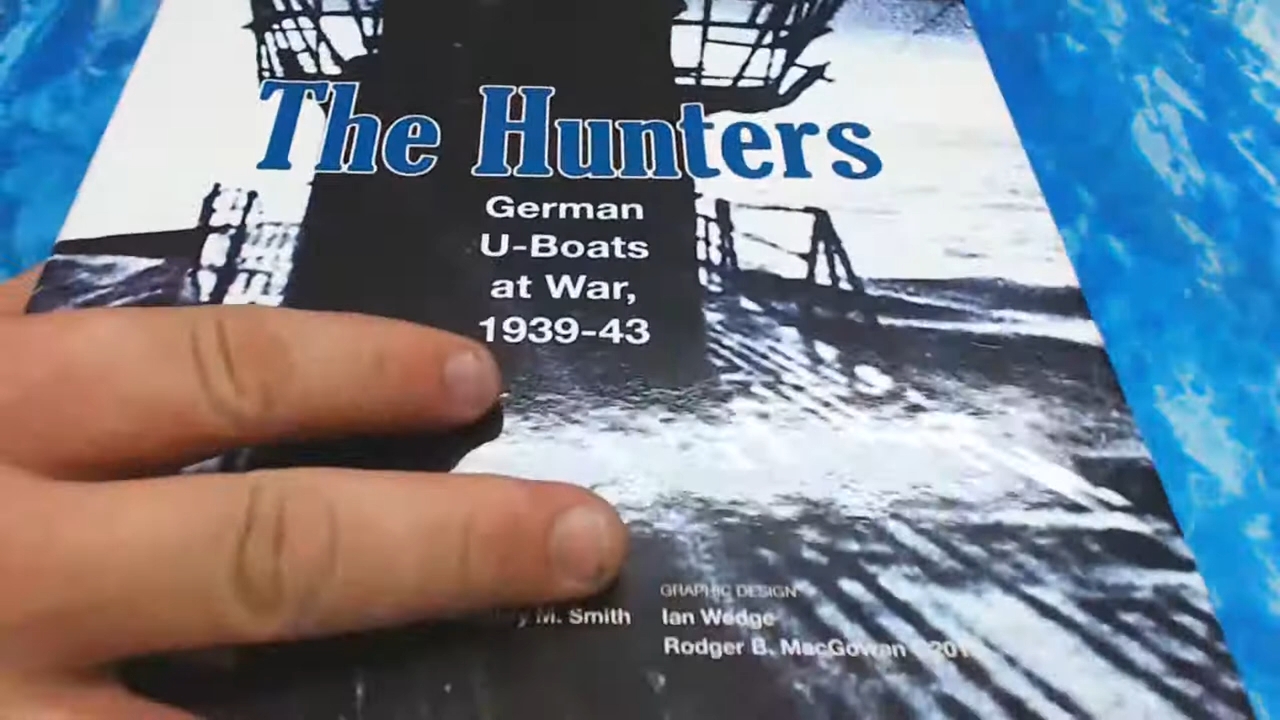 The Hunters
German
U-Boats
at War,
1939-43
GRAPHIC DESIGN
M. Smith
Ian Wedge
Rodger B. MacGowan